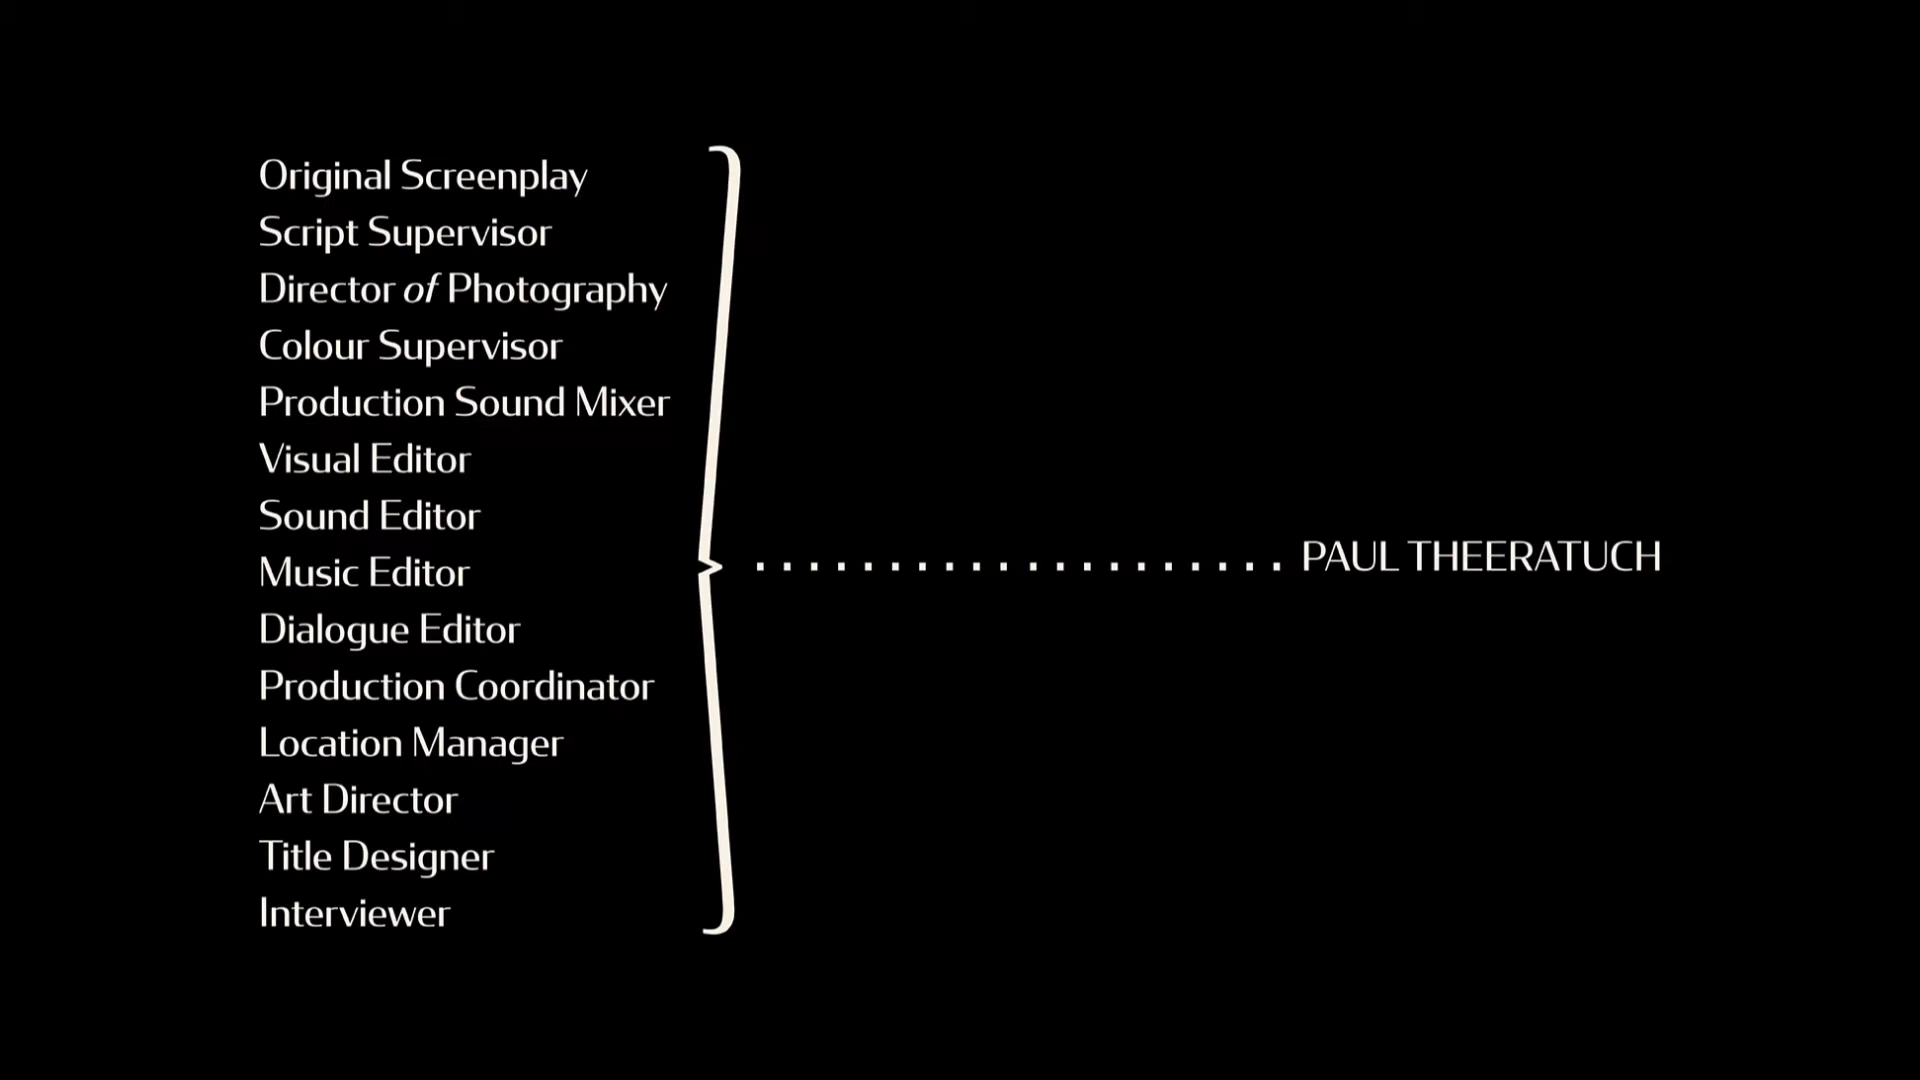 Original Screenplay
Script Supervisor
Director of Photography
Colour Supervisor
Production Sound Mixer
Visual Editor
Sound Editor
Music Editor
Dialogue Editor
Production Coordinator
Location Manager
Art Director
Title Designer
Interviewer
PAUL THEERATUCH